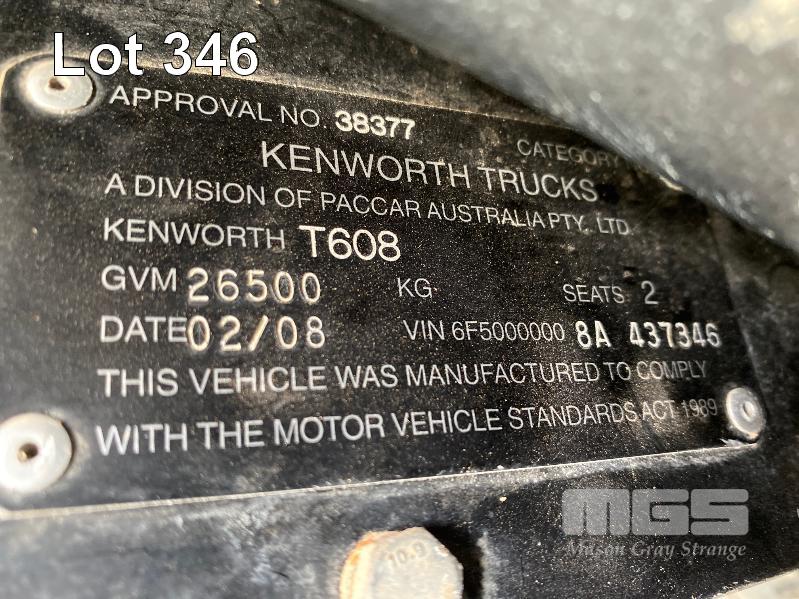 Lot 346
APPROVAL NO. 38377 CATEGORY
KENWORTH TRUCKS
A DIVISION OF PACCAR AUSTRALIA PTY. LTD.
KENWORTH T608
GVM 26500 KG SEATS 2
DATE 02/08 VIN 6F5000000 8A 437346
THIS VEHICLE WAS MANUFACTURED TO COMPLY
WITH THE MOTOR VEHICLE STANDARDS ACT 1989
10.9
MGS
Mason Gray Strange